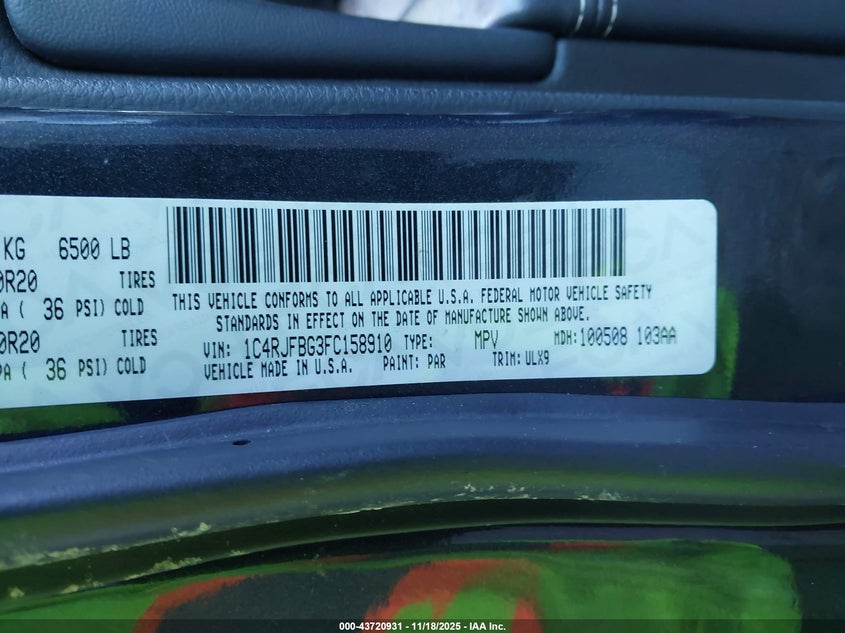 KG 6500 LB
0R20 TIRES
PA ( 36 PSI) COLD
0R20 TIRES
PA ( 36 PSI) COLD
THIS VEHICLE CONFORMS TO ALL APPLICABLE U.S.A. FEDERAL MOTOR VEHICLE SAFETY
STANDARDS IN EFFECT ON THE DATE OF MANUFACTURE SHOWN ABOVE.
VIN: 1C4RJFBG3FC158910 TYPE: MPV MDH:100508 103AA
VEHICLE MADE IN U.S.A. PAINT: PAR TRIM: ULX9
000-43720931 - 11/18/2025 - IAA Inc.